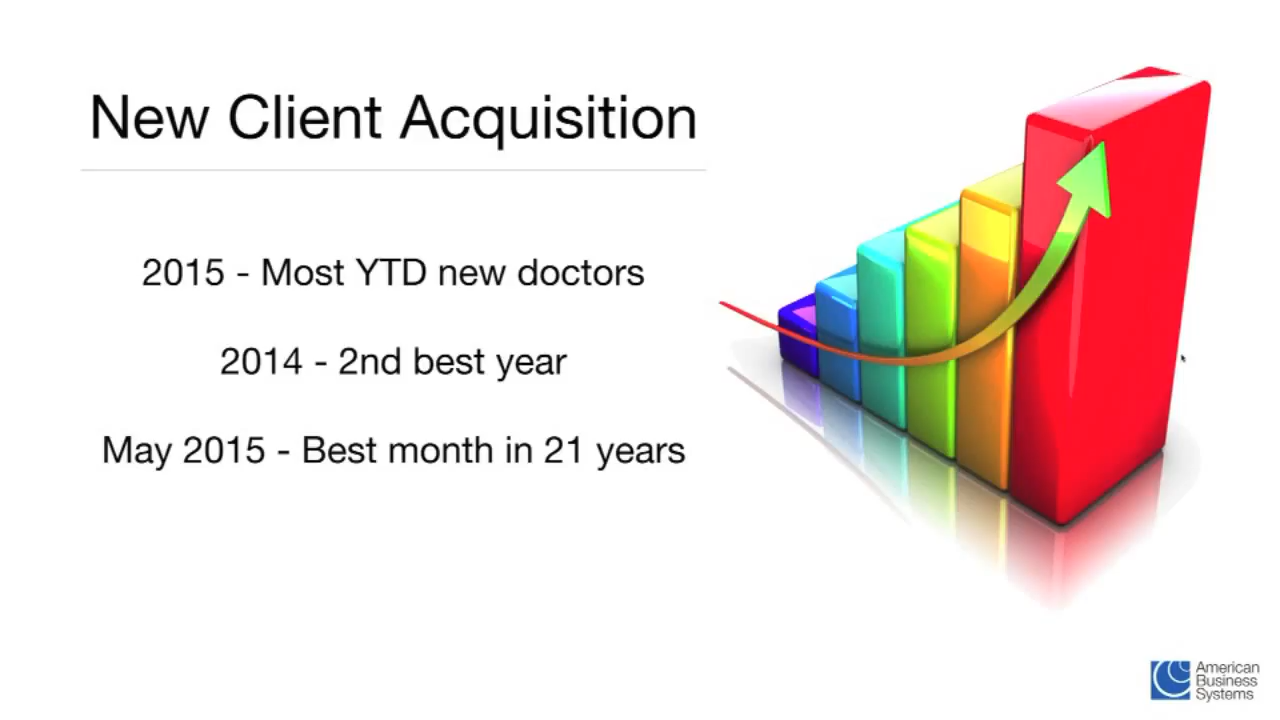 New Client Acquisition
2015 - Most YTD new doctors
2014 - 2nd best year
May 2015 - Best month in 21 years
American
Business
Systems